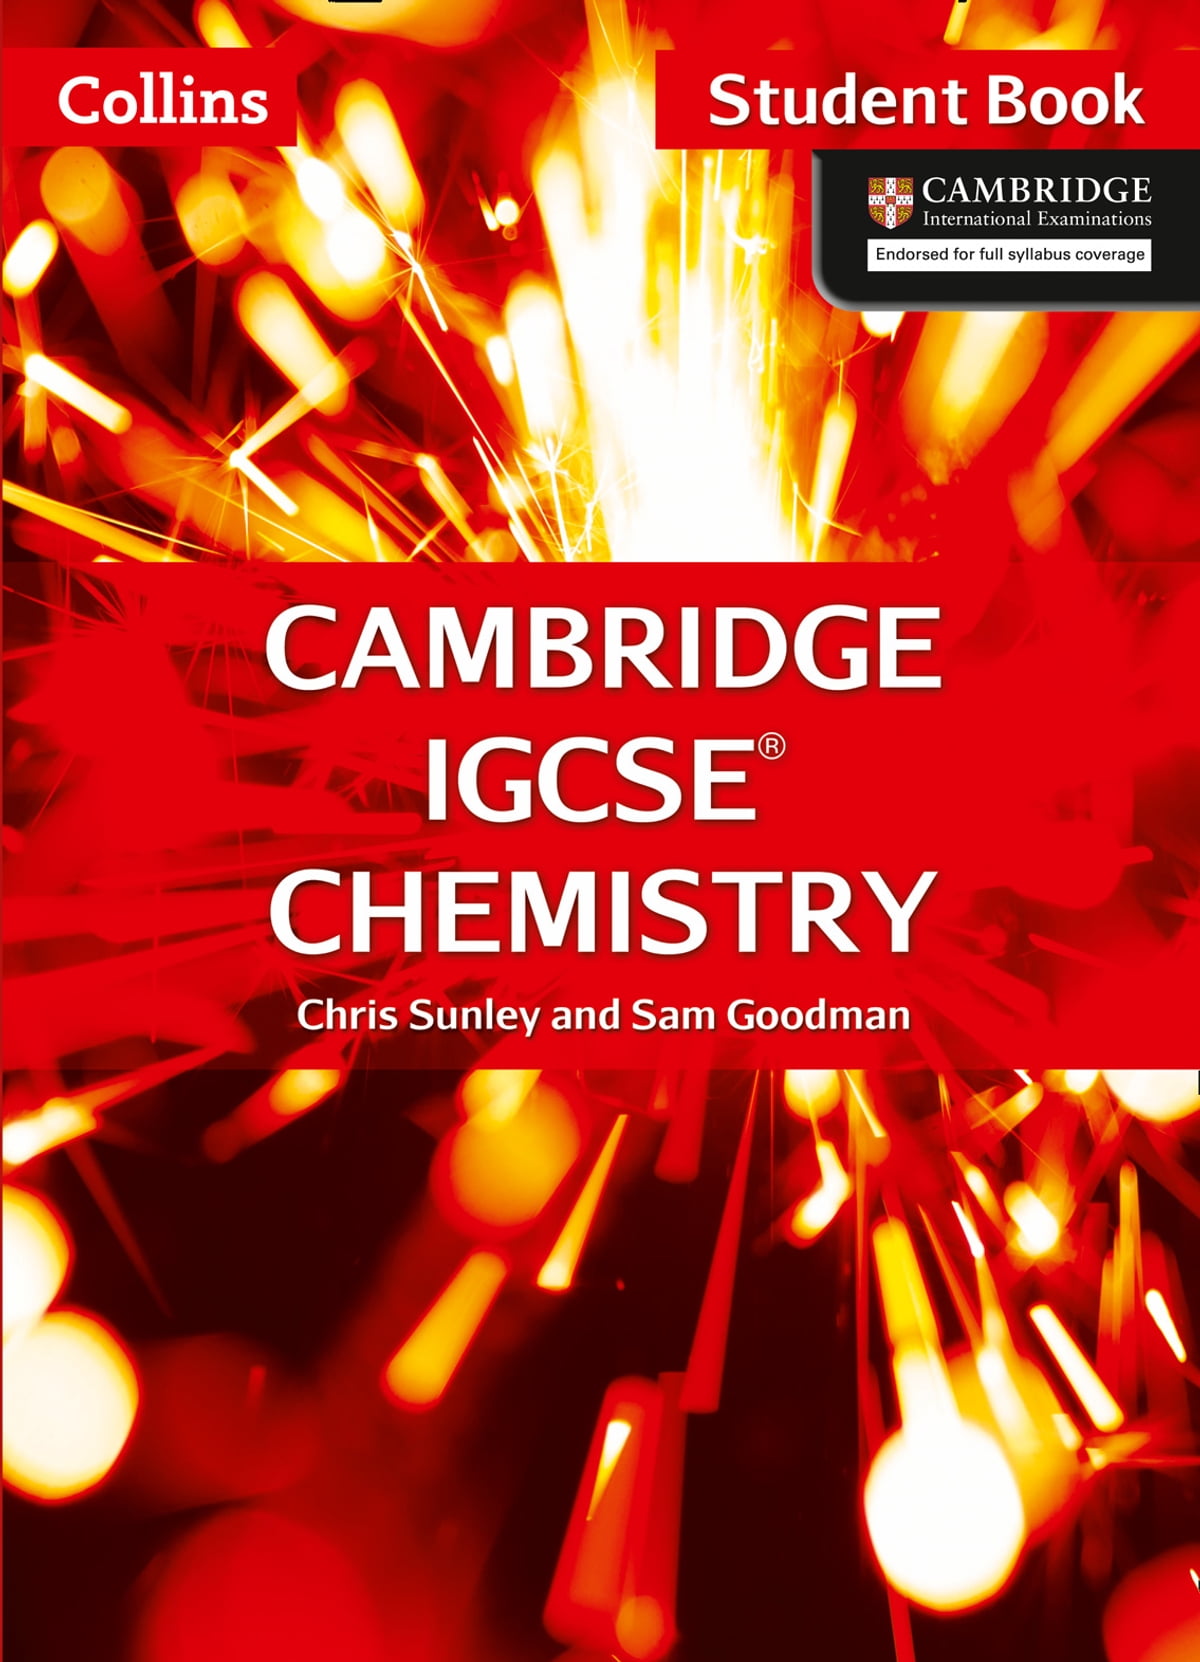 Collins
Student Book
CAMBRIDGE
International Examinations
Endorsed for full syllabus coverage
CAMBRIDGE
IGCSE®
CHEMISTRY
Chris Sunley and Sam Goodman